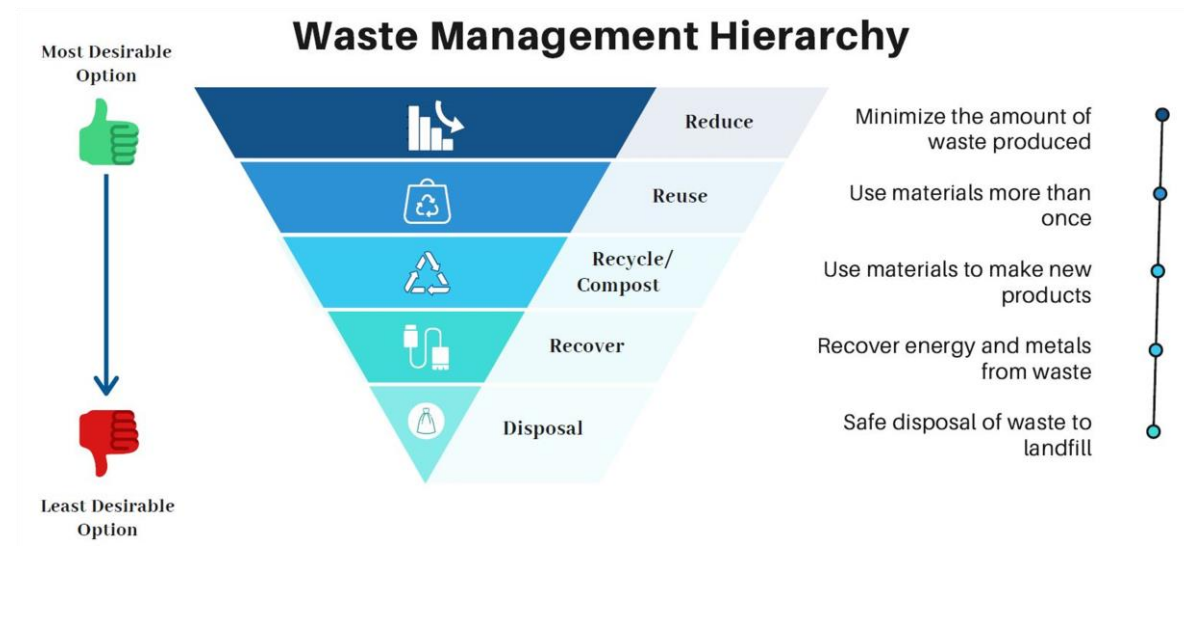 Waste Management Hierarchy
Most Desirable
Option
Reduce
Minimize the amount of
waste produced
Reuse
Use materials more than
once
Recycle/
Compost
Use materials to make new
products
Recover
Recover energy and metals
from waste
Disposal
Safe disposal of waste to
landfill
Least Desirable
Option